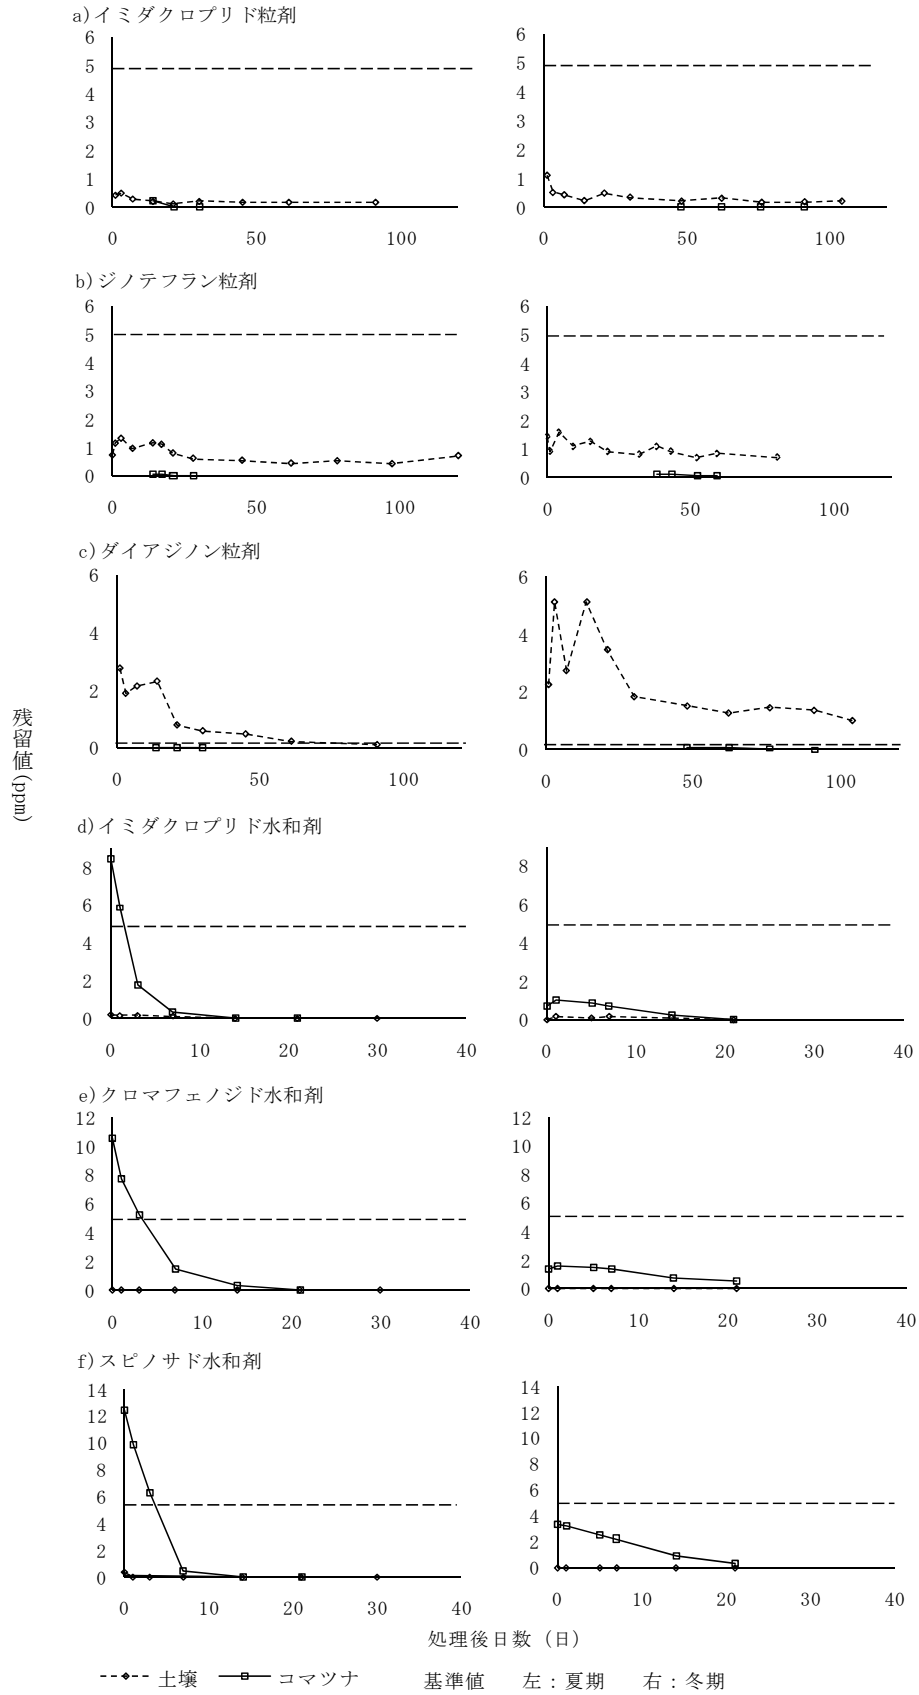 a)イミダクロプリド粒剤
6 6
5 5
4 4
3 3
2 2
1 1
0 0
0 50 100 0 50 100
b)ジノテフラン粒剤
6 6
5 5
4 4
3 3
2 2
1 1
0 0
0 50 100 0 50 100
c)ダイアジノン粒剤
6 6
4 4
2 2
0 0
0 50 100 0 50 100
残留値(ppm)
d)イミダクロプリド水和剤
8 8
6 6
4 4
2 2
0 0
0 10 20 30 40 0 10 20 30 40
e)クロマフェノジド水和剤
12 12
10 10
8 8
6 6
4 4
2 2
0 0
0 10 20 30 40 0 10 20 30 40
f)スピノサド水和剤
14 14
12 12
10 10
8 8
6 6
4 4
2 2
0 0
0 10 20 30 40 0 10 20 30 40
処理後日数(日)
土壌 コマツナ 基準値 左:夏期 右:冬期